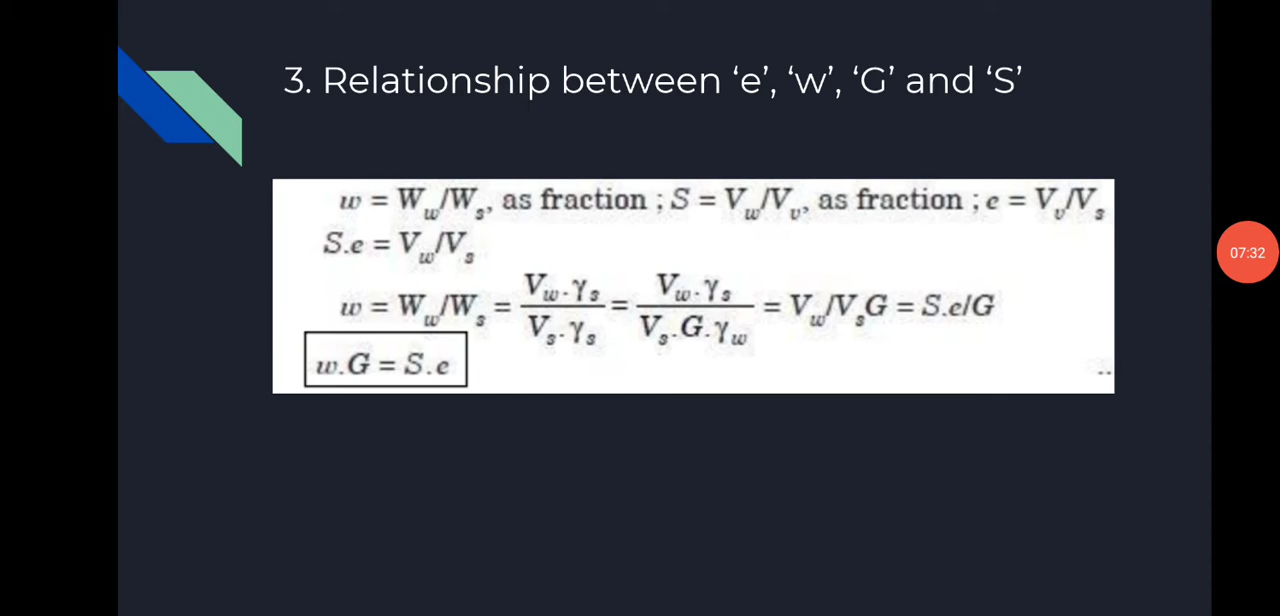 3. Relationship between ‘e’, ‘w’, ‘G’ and ‘S’
w = W_w/W_s, as fraction ; S = V_w/V_v, as fraction ; e = V_v/V_s
S.e = V_w/V_s
w = W_w/W_s = V_w.γ_s / V_s.γ_s = V_w.γ_s / V_s.G.γ_w = V_w/V_sG = S.e/G
w.G = S.e
..
07:32